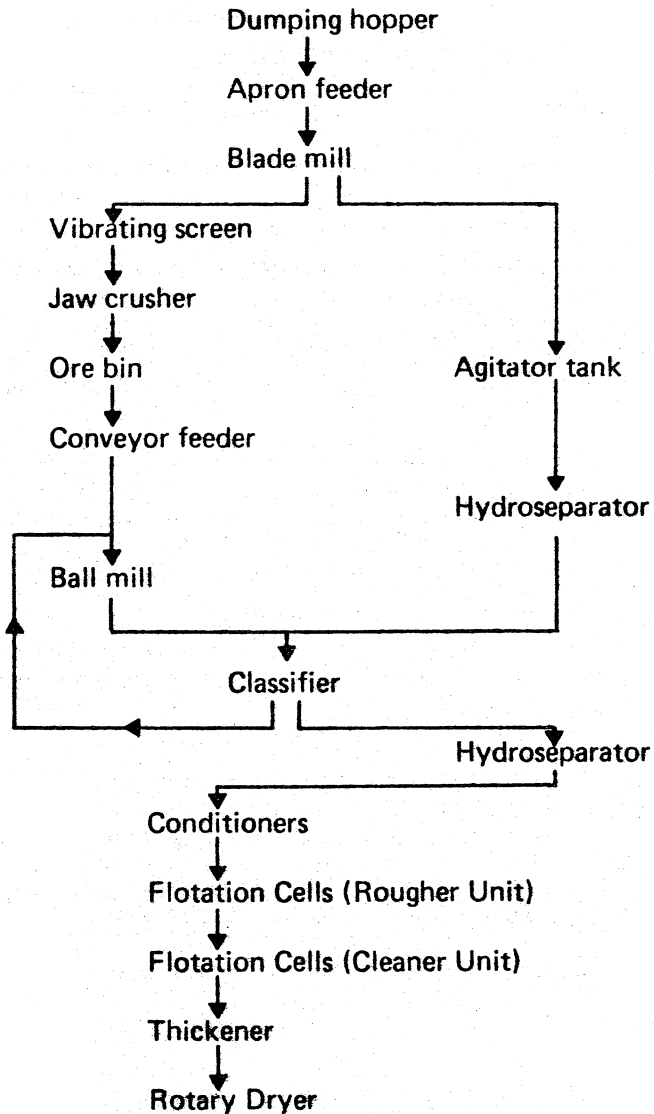 Dumping hopper
Apron feeder
Blade mill
Vibrating screen
Jaw crusher
Ore bin
Agitator tank
Conveyor feeder
Hydroseparator
Ball mill
Classifier
Hydroseparator
Conditioners
Flotation Cells (Rougher Unit)
Flotation Cells (Cleaner Unit)
Thickener
Rotary Dryer